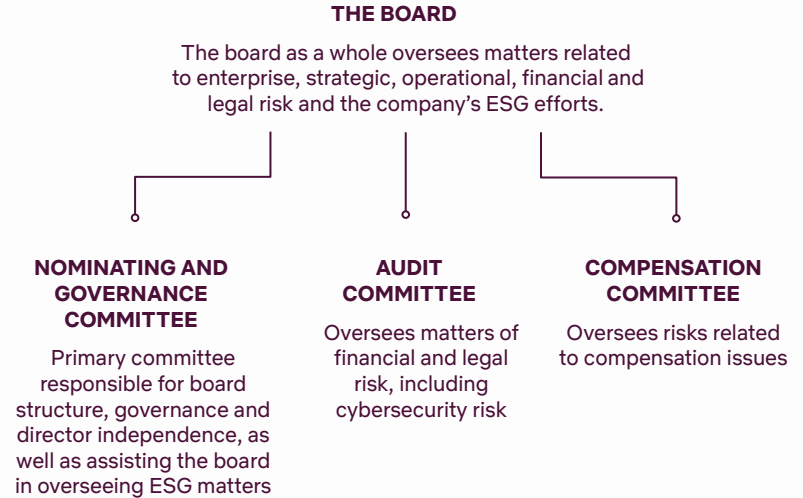 THE BOARD
The board as a whole oversees matters related
to enterprise, strategic, operational, financial and
legal risk and the company’s ESG efforts.
NOMINATING AND
GOVERNANCE
COMMITTEE
Primary committee
responsible for board
structure, governance and
director independence, as
well as assisting the board
in overseeing ESG matters
AUDIT
COMMITTEE
Oversees matters of
financial and legal
risk, including
cybersecurity risk
COMPENSATION
COMMITTEE
Oversees risks related
to compensation issues